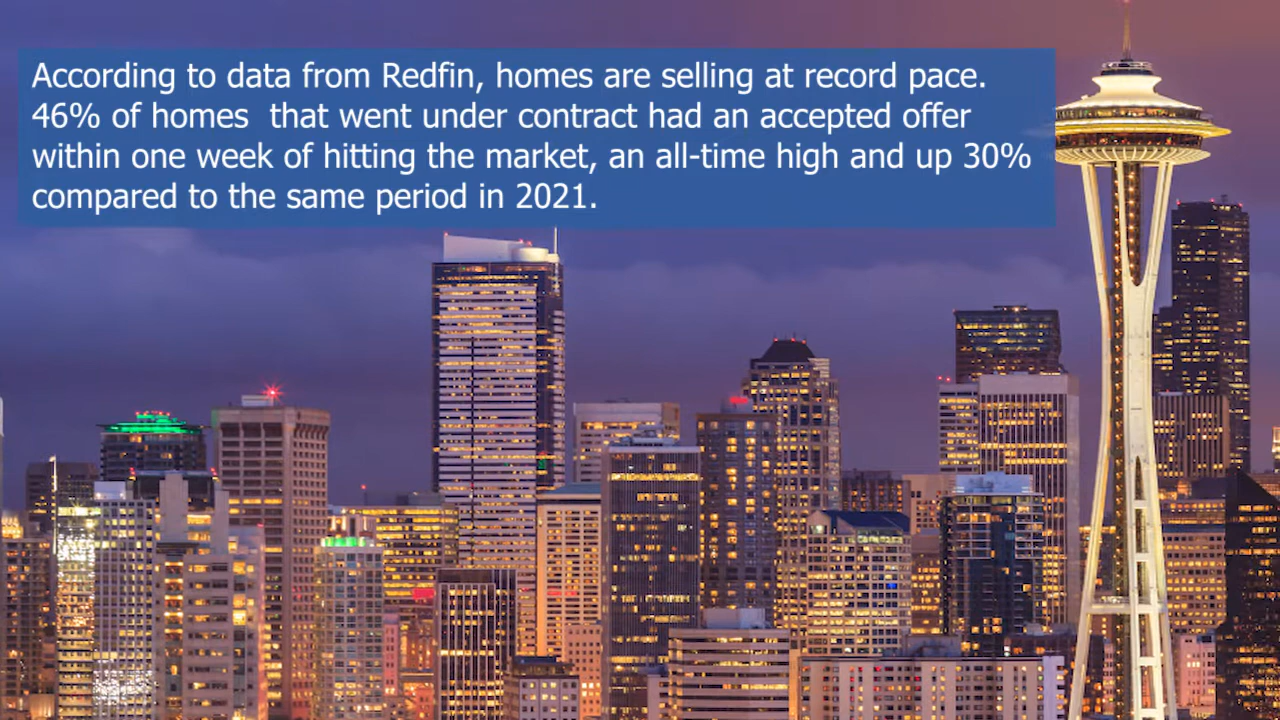 According to data from Redfin, homes are selling at record pace.
46% of homes  that went under contract had an accepted offer
within one week of hitting the market, an all-time high and up 30%
compared to the same period in 2021.